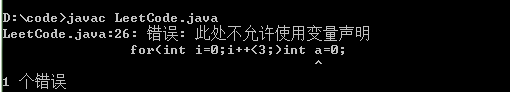 D:\code>javac LeetCode.java
LeetCode.java:26: 错误: 此处不允许使用变量声明
for(int i=0;i++<3;)int a=0;
^
1 个错误